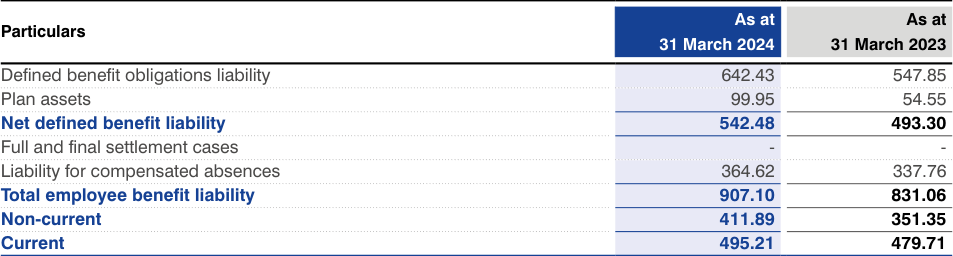 Particulars As at 31 March 2024 As at 31 March 2023
Defined benefit obligations liability 642.43 547.85
Plan assets 99.95 54.55
Net defined benefit liability 542.48 493.30
Full and final settlement cases - -
Liability for compensated absences 364.62 337.76
Total employee benefit liability 907.10 831.06
Non-current 411.89 351.35
Current 495.21 479.71